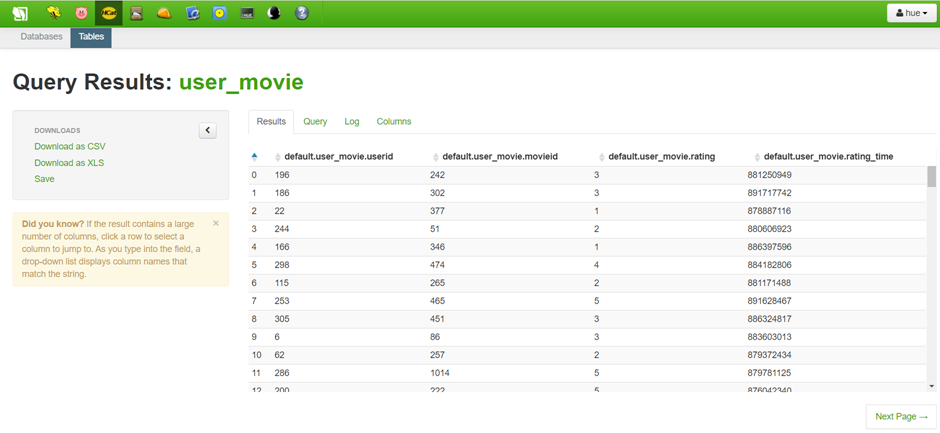 HCat
hue
Databases Tables
Query Results: user_movie
DOWNLOADS
Download as CSV
Download as XLS
Save
Did you know? If the result contains a large
number of columns, click a row to select a
column to jump to. As you type into the field, a
drop-down list displays column names that
match the string.
×
Results Query Log Columns
default.user_movie.userid default.user_movie.movieid default.user_movie.rating default.user_movie.rating_time
0 196 242 3 881250949
1 186 302 3 891717742
2 22 377 1 878887116
3 244 51 2 880606923
4 166 346 1 886397596
5 298 474 4 884182806
6 115 265 2 881171488
7 253 465 5 891628467
8 305 451 3 886324817
9 6 86 3 883603013
10 62 257 2 879372434
11 286 1014 5 879781125
12 200 222 5 876042340
Next Page →